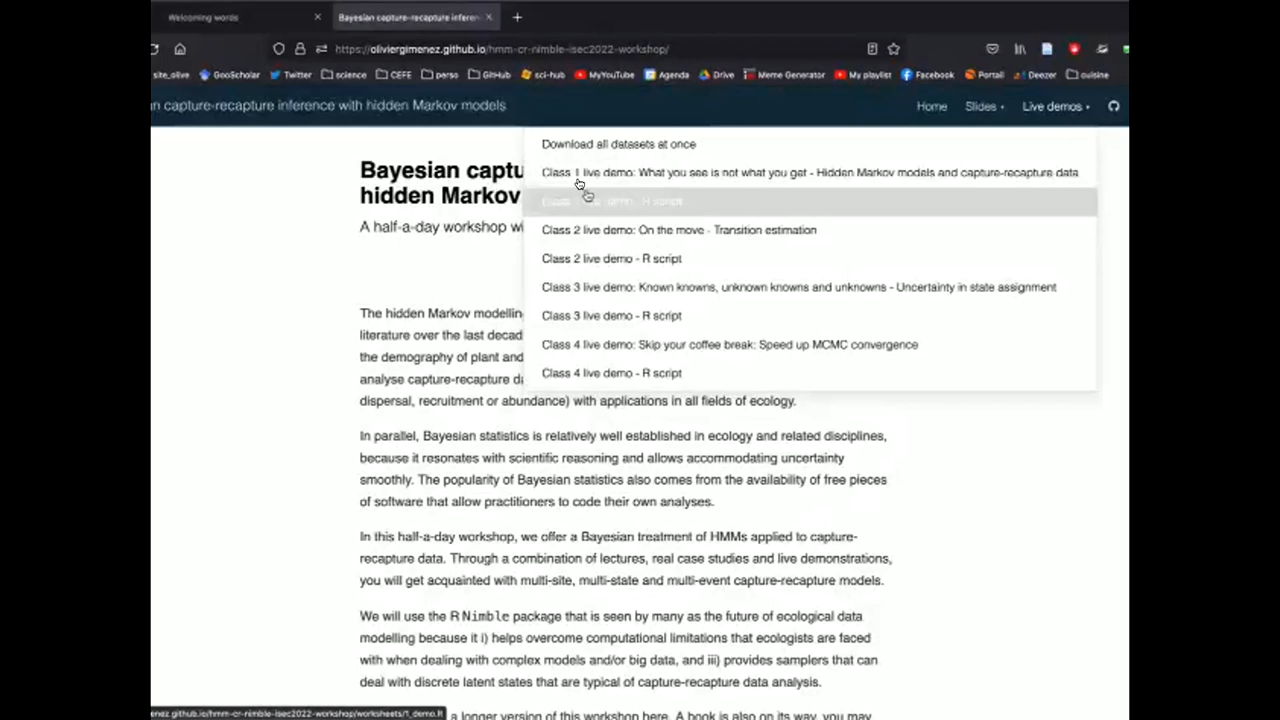 Welcoming words
Bayesian capture-recapture inferen
https://oliviergimenez.github.io/hmm-cr-nimble-isec2022-workshop/
site_olive GeoScholar Twitter science CEFE perso GitHub sci-hub MyYouTube Agenda Drive Meme Generator My playlist Facebook Portail Deezer cuisine
n capture-recapture inference with hidden Markov models
Home Slides Live demos
Download all datasets at once
Class 1 live demo: What you see is not what you get - Hidden Markov models and capture-recapture data
Class live demo - R script
Class 2 live demo: On the move - Transition estimation
Class 2 live demo - R script
Class 3 live demo: Known knowns, unknown knowns and unknowns - Uncertainty in state assignment
Class 3 live demo - R script
Class 4 live demo: Skip your coffee break: Speed up MCMC convergence
Class 4 live demo - R script
Bayesian captu
hidden Markov
A half-a-day workshop wi
The hidden Markov modellin
literature over the last decad
the demography of plant and
analyse capture-recapture da
dispersal, recruitment or abundance) with applications in all fields of ecology.
In parallel, Bayesian statistics is relatively well established in ecology and related disciplines,
because it resonates with scientific reasoning and allows accommodating uncertainty
smoothly. The popularity of Bayesian statistics also comes from the availability of free pieces
of software that allow practitioners to code their own analyses.
In this half-a-day workshop, we offer a Bayesian treatment of HMMs applied to capture-
recapture data. Through a combination of lectures, real case studies and live demonstrations,
you will get acquainted with multi-site, multi-state and multi-event capture-recapture models.
We will use the R Nimble package that is seen by many as the future of ecological data
modelling because it i) helps overcome computational limitations that ecologists are faced
with when dealing with complex models and/or big data, and iii) provides samplers that can
deal with discrete latent states that are typical of capture-recapture data analysis.
enez.github.io/hmm-cr-nimble-isec2022-workshop/worksheets/1_demo.R
a longer version of this workshop here. A book is also on its way, you may